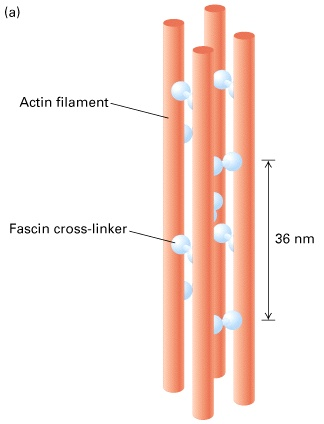 (a)
Actin filament
Fascin cross-linker
36 nm